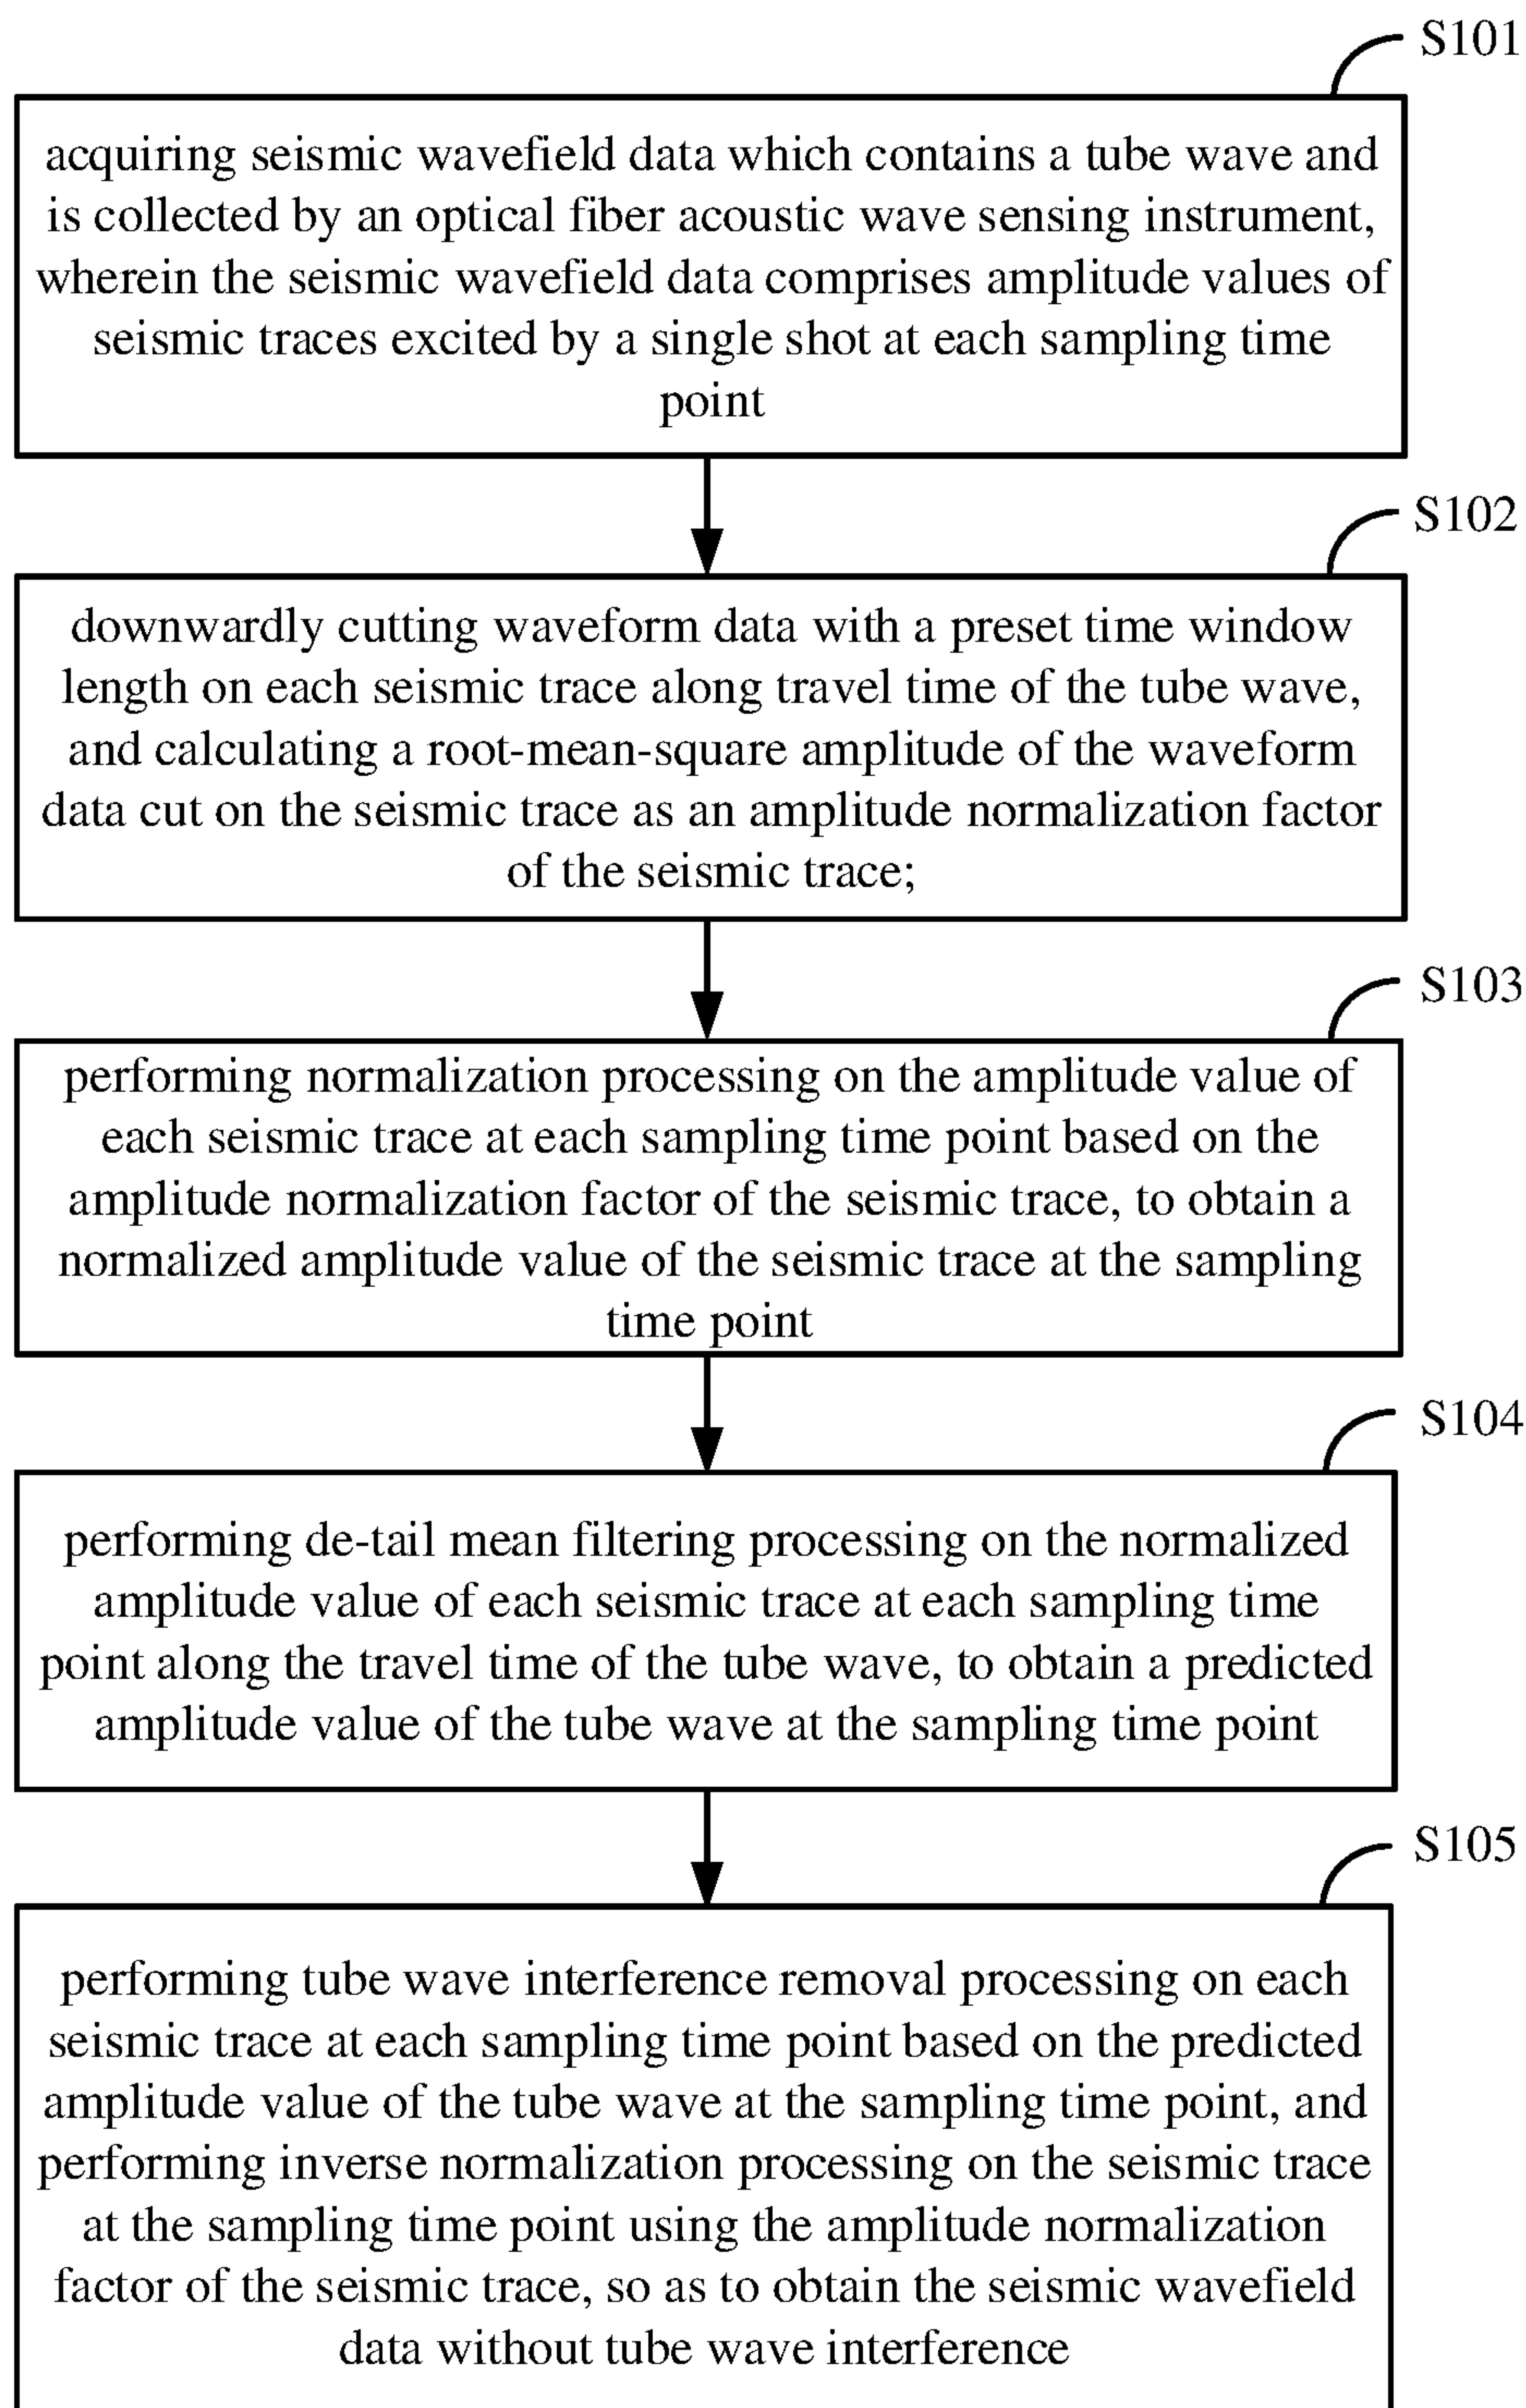 S101
acquiring seismic wavefield data which contains a tube wave and
is collected by an optical fiber acoustic wave sensing instrument,
wherein the seismic wavefield data comprises amplitude values of
seismic traces excited by a single shot at each sampling time
point
S102
downwardly cutting waveform data with a preset time window
length on each seismic trace along travel time of the tube wave,
and calculating a root-mean-square amplitude of the waveform
data cut on the seismic trace as an amplitude normalization factor
of the seismic trace;
S103
performing normalization processing on the amplitude value of
each seismic trace at each sampling time point based on the
amplitude normalization factor of the seismic trace, to obtain a
normalized amplitude value of the seismic trace at the sampling
time point
S104
performing de-tail mean filtering processing on the normalized
amplitude value of each seismic trace at each sampling time
point along the travel time of the tube wave, to obtain a predicted
amplitude value of the tube wave at the sampling time point
S105
performing tube wave interference removal processing on each
seismic trace at each sampling time point based on the predicted
amplitude value of the tube wave at the sampling time point, and
performing inverse normalization processing on the seismic trace
at the sampling time point using the amplitude normalization
factor of the seismic trace, so as to obtain the seismic wavefield
data without tube wave interference